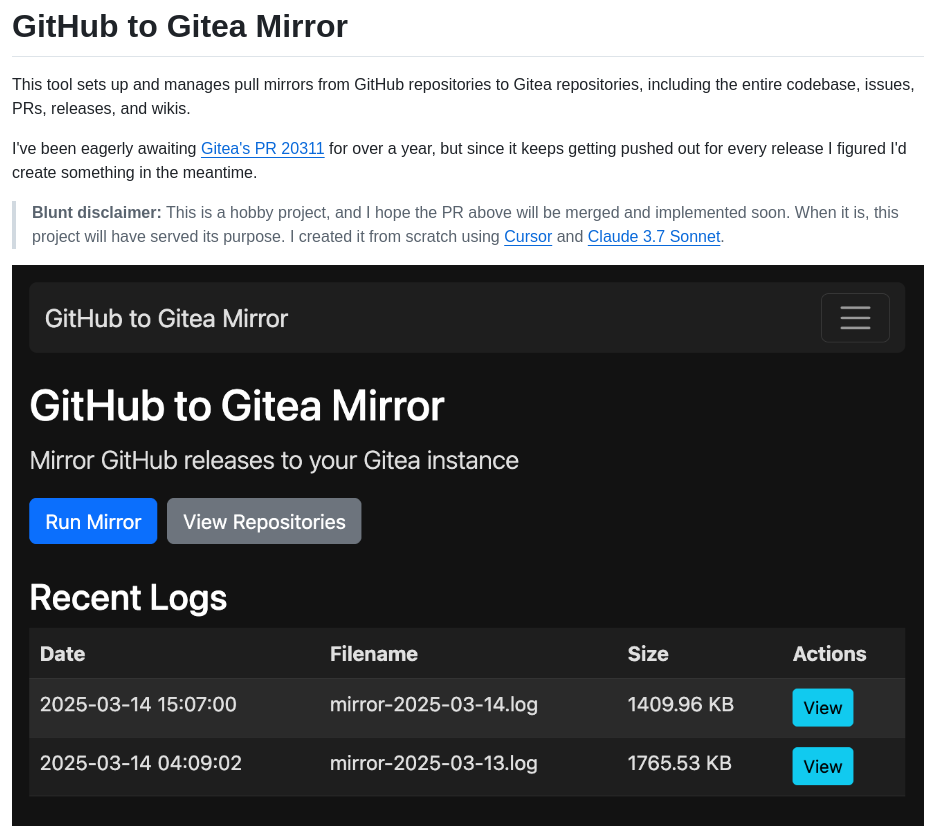 GitHub to Gitea Mirror
This tool sets up and manages pull mirrors from GitHub repositories to Gitea repositories, including the entire codebase, issues,
PRs, releases, and wikis.
I've been eagerly awaiting Gitea's PR 20311 for over a year, but since it keeps getting pushed out for every release I figured I'd
create something in the meantime.
Blunt disclaimer: This is a hobby project, and I hope the PR above will be merged and implemented soon. When it is, this
project will have served its purpose. I created it from scratch using Cursor and Claude 3.7 Sonnet.
GitHub to Gitea Mirror
GitHub to Gitea Mirror
Mirror GitHub releases to your Gitea instance
Run Mirror View Repositories
Recent Logs
Date Filename Size Actions
2025-03-14 15:07:00 mirror-2025-03-14.log 1409.96 KB View
2025-03-14 04:09:02 mirror-2025-03-13.log 1765.53 KB View